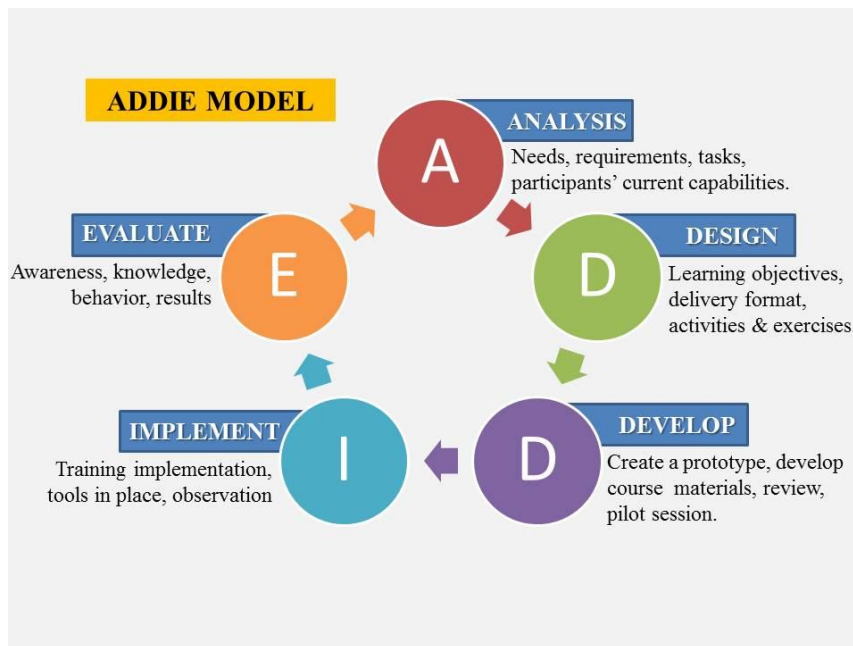 ADDIE MODEL
A
ANALYSIS
Needs, requirements, tasks,
participants' current capabilities.
D
DESIGN
Learning objectives,
delivery format,
activities & exercises
D
DEVELOP
Create a prototype, develop
course materials, review,
pilot session.
I
IMPLEMENT
Training implementation,
tools in place, observation
E
EVALUATE
Awareness, knowledge,
behavior, results